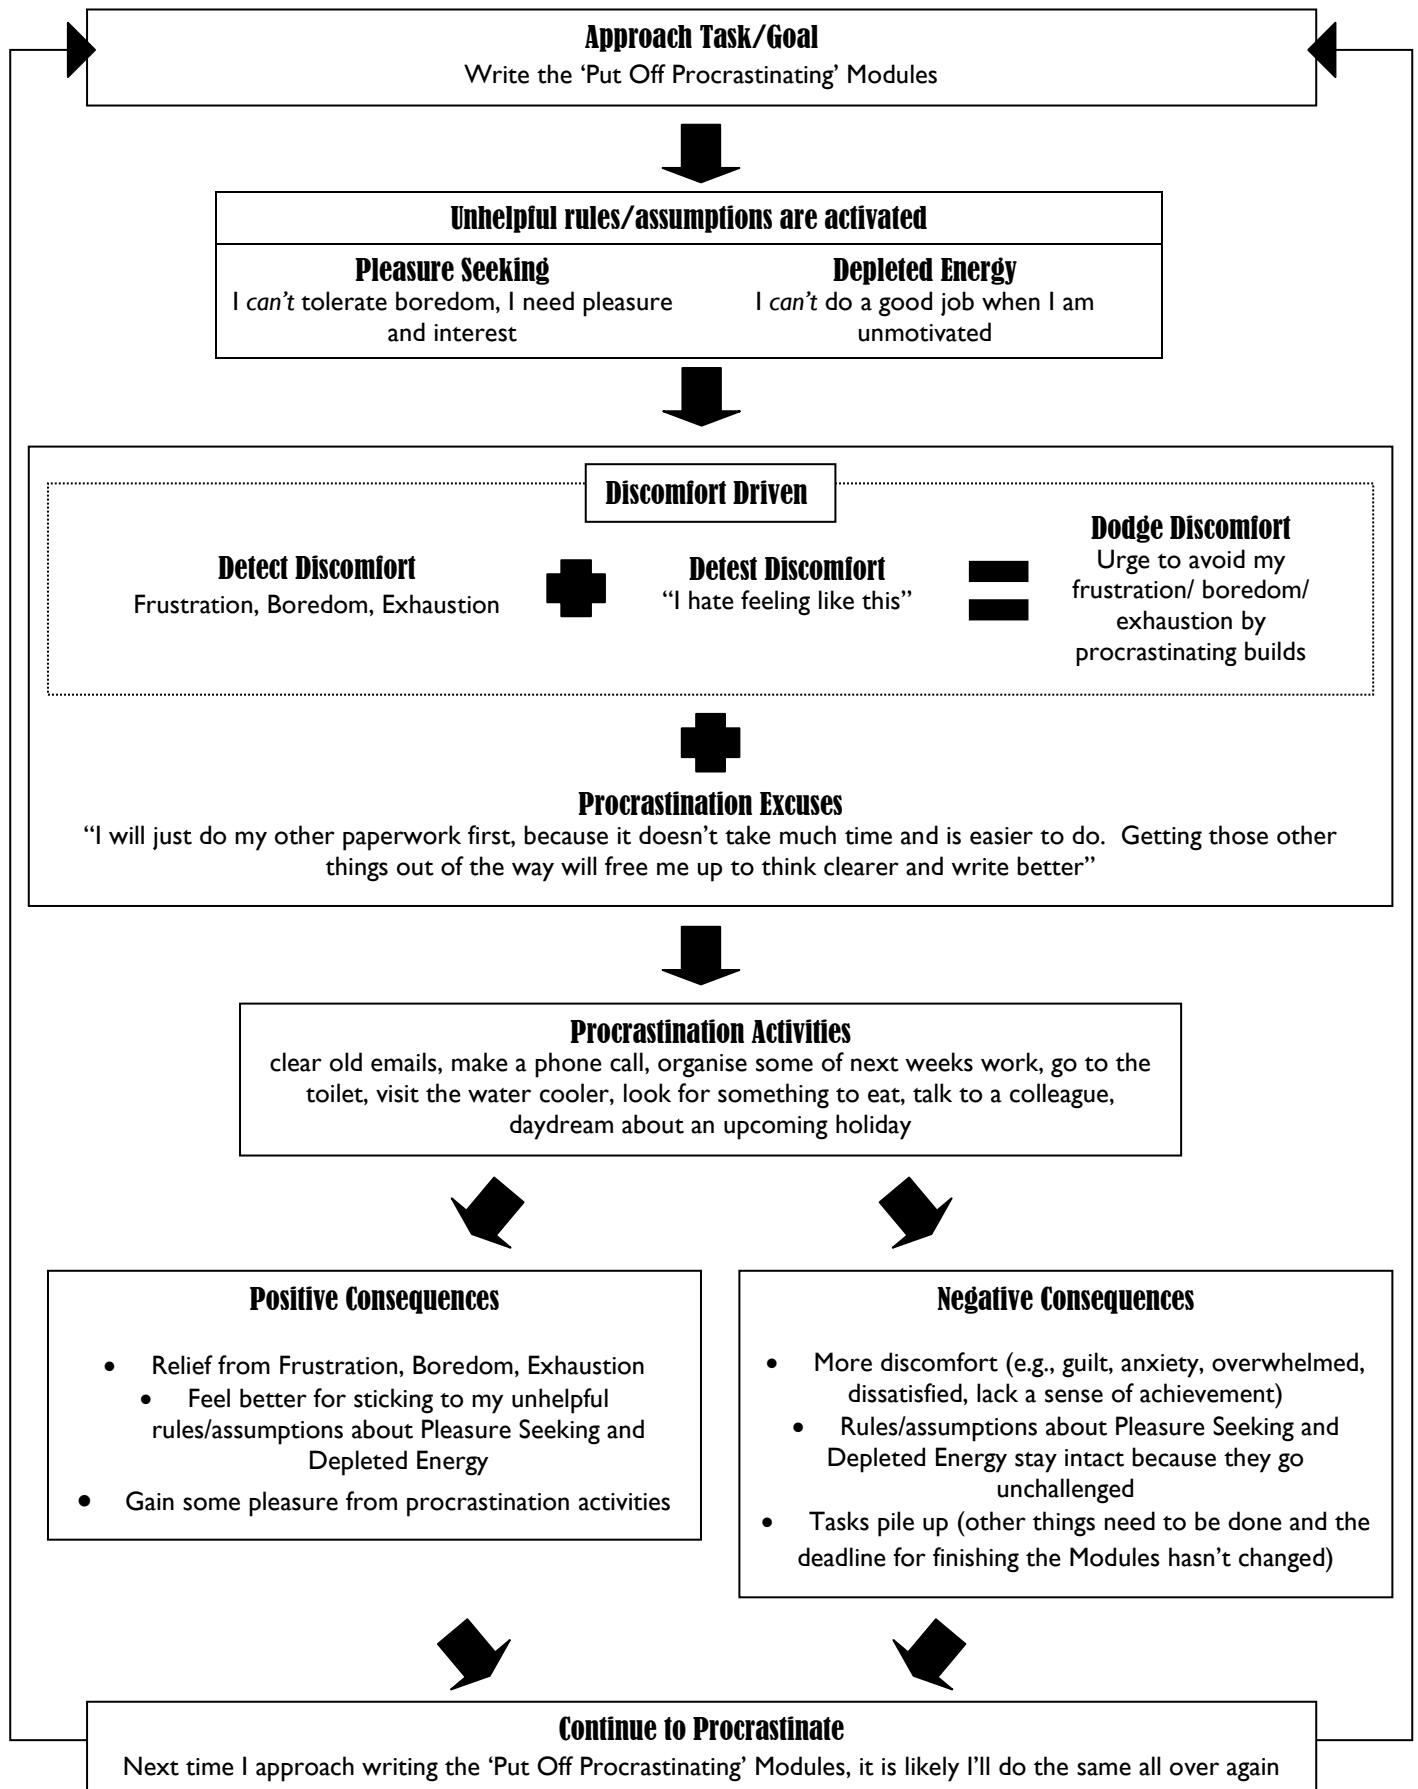 Approach Task/Goal
Write the ‘Put Off Procrastinating’ Modules
Unhelpful rules/assumptions are activated
Pleasure Seeking
I can’t tolerate boredom, I need pleasure
and interest
Depleted Energy
I can’t do a good job when I am
unmotivated
Discomfort Driven
Detect Discomfort
Frustration, Boredom, Exhaustion
Detest Discomfort
“I hate feeling like this”
Dodge Discomfort
Urge to avoid my
frustration/ boredom/
exhaustion by
procrastinating builds
Procrastination Excuses
“I will just do my other paperwork first, because it doesn’t take much time and is easier to do.  Getting those other
things out of the way will free me up to think clearer and write better”
Procrastination Activities
clear old emails, make a phone call, organise some of next weeks work, go to the
toilet, visit the water cooler, look for something to eat, talk to a colleague,
daydream about an upcoming holiday
Positive Consequences
• Relief from Frustration, Boredom, Exhaustion
• Feel better for sticking to my unhelpful
rules/assumptions about Pleasure Seeking and
Depleted Energy
• Gain some pleasure from procrastination activities
Negative Consequences
• More discomfort (e.g., guilt, anxiety, overwhelmed,
dissatisfied, lack a sense of achievement)
• Rules/assumptions about Pleasure Seeking and
Depleted Energy stay intact because they go
unchallenged
• Tasks pile up (other things need to be done and the
deadline for finishing the Modules hasn’t changed)
Continue to Procrastinate
Next time I approach writing the ‘Put Off Procrastinating’ Modules, it is likely I’ll do the same all over again